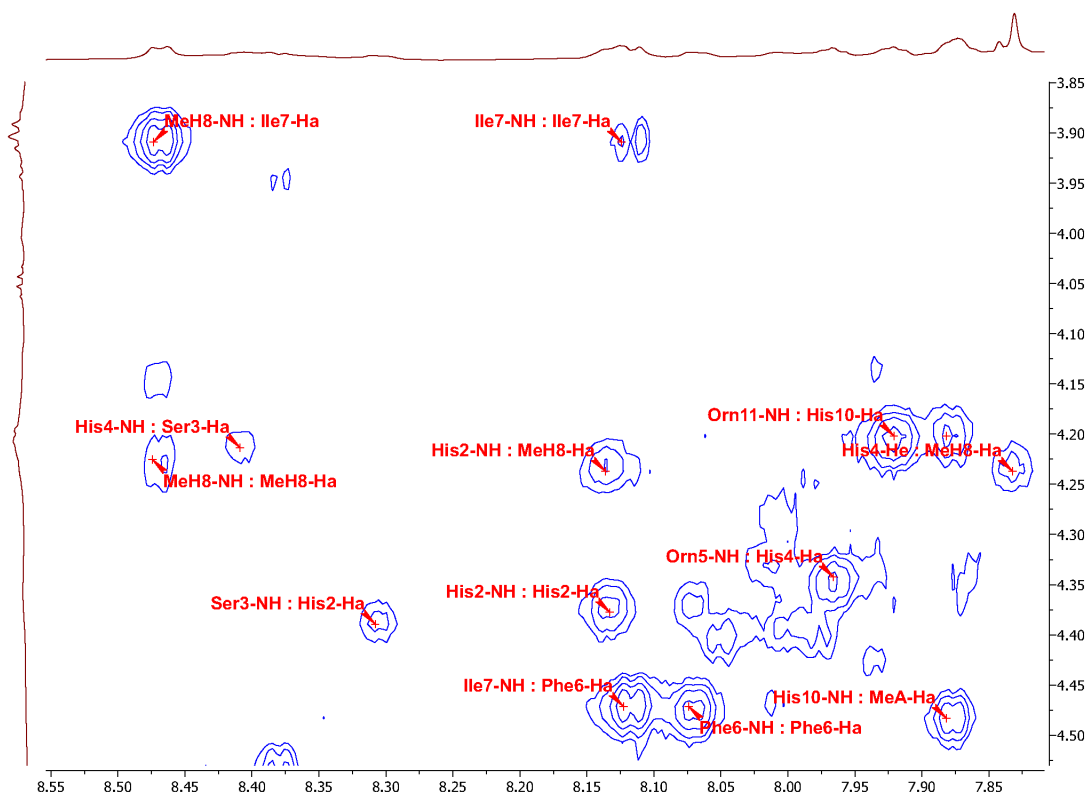 3.85
MeH8-NH : Ile7-Ha
Ile7-NH : Ile7-Ha
3.90
3.95
4.00
4.05
4.10
4.15
Orn11-NH : His10-Ha
His4-NH : Ser3-Ha
4.20
His2-NH : MeH8-Ha
His4-He : MeH8-Ha
MeH8-NH : MeH8-Ha
4.25
4.30
Orn5-NH : His4-Ha
4.35
His2-NH : His2-Ha
Ser3-NH : His2-Ha
4.40
Ile7-NH : Phe6-Ha
4.45
His10-NH : MeA-Ha
Phe6-NH : Phe6-Ha
4.50
8.55 8.50 8.45 8.40 8.35 8.30 8.25 8.20 8.15 8.10 8.05 8.00 7.95 7.90 7.85